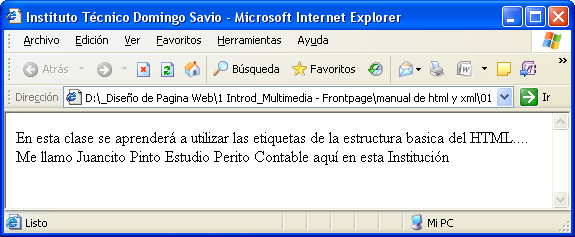 Instituto Técnico Domingo Savio - Microsoft Internet Explorer
Archivo Edición Ver Favoritos Herramientas Ayuda
Atrás Búsqueda Favoritos »
Dirección D:\_Diseño de Pagina Web\1 Introd_Multimedia - Frontpage\manual de html y xml\01 Ir
En esta clase se aprenderá a utilizar las etiquetas de la estructura basica del HTML....
Me llamo Juancito Pinto Estudio Perito Contable aquí en esta Institución
Listo Mi PC